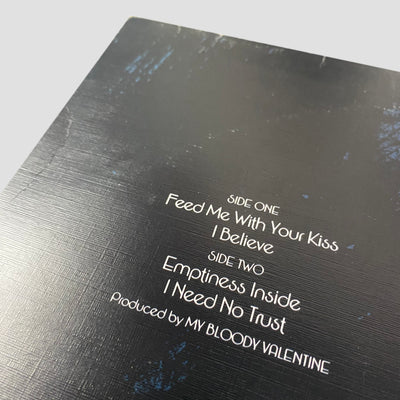 SIDE ONE
Feed Me With Your Kiss
I Believe
SIDE TWO
Emptiness Inside
I Need No Trust
Produced by MY BLOODY VALENTINE